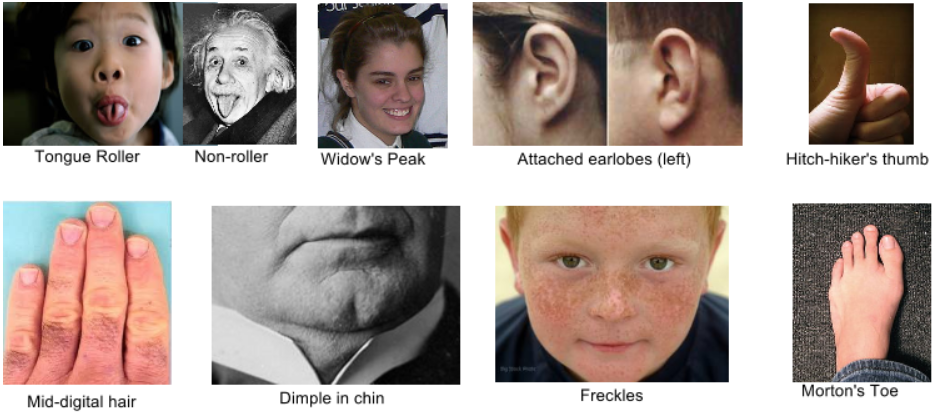 Tongue Roller
Non-roller
Widow's Peak
Attached earlobes (left)
Hitch-hiker's thumb
Mid-digital hair
Dimple in chin
Freckles
Morton's Toe